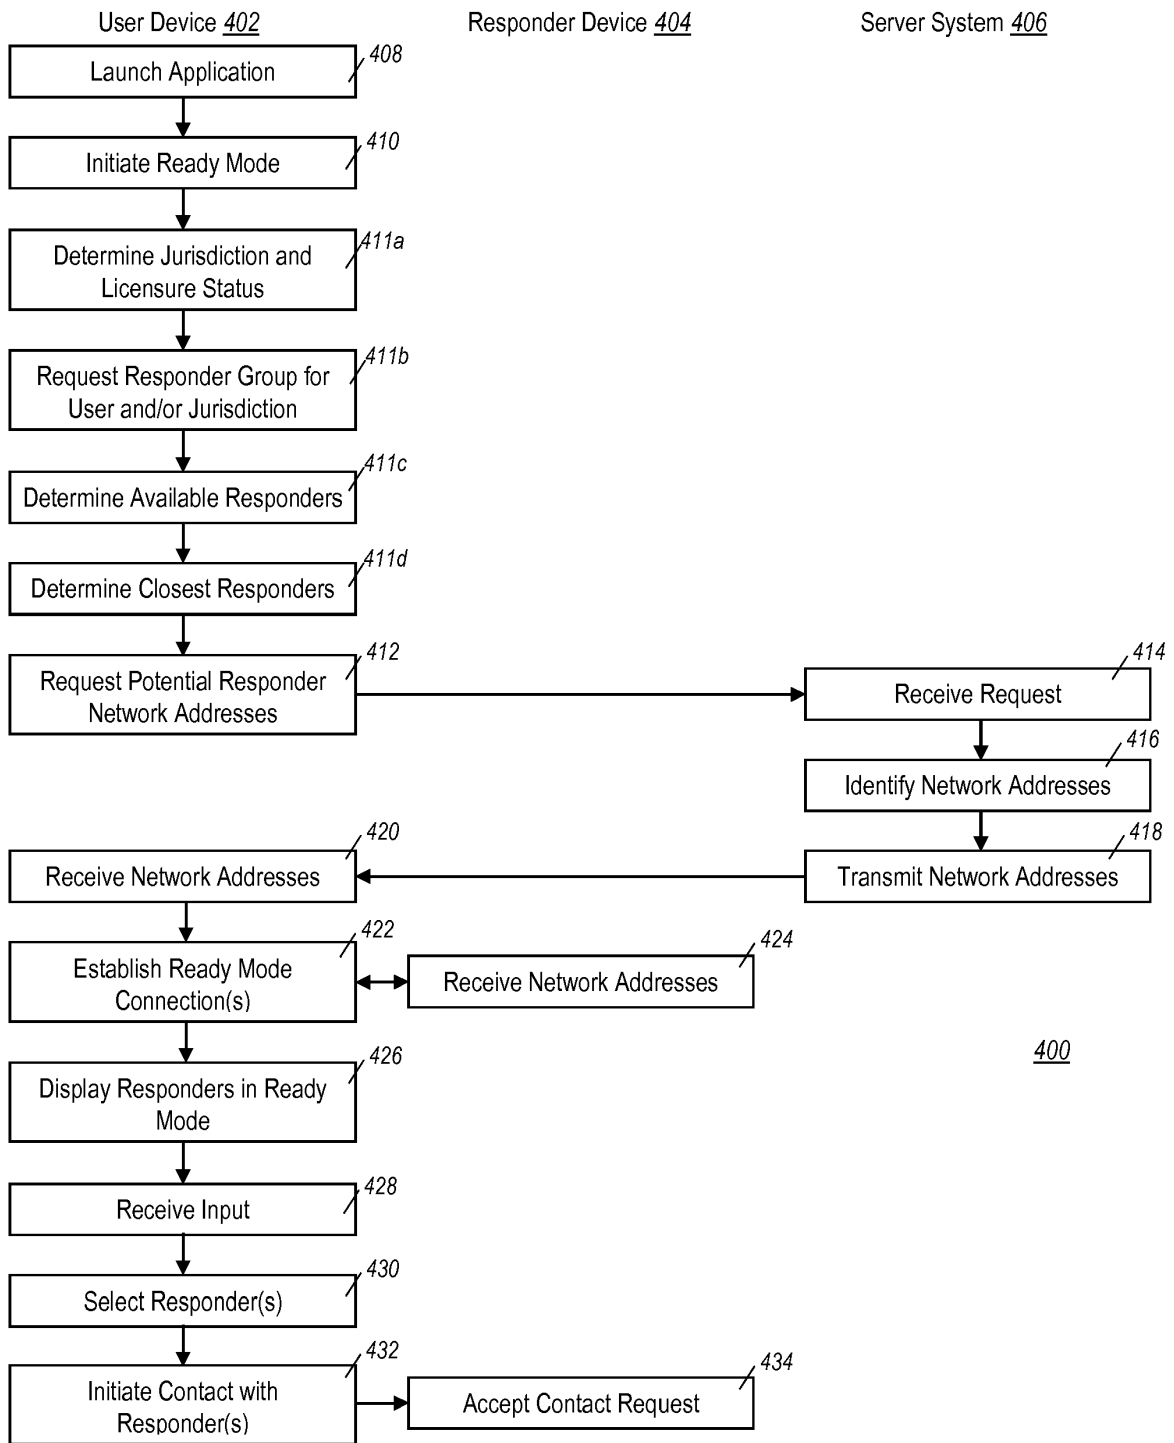 User Device 402
Responder Device 404
Server System 406
408
Launch Application
410
Initiate Ready Mode
411a
Determine Jurisdiction and
Licensure Status
411b
Request Responder Group for
User and/or Jurisdiction
411c
Determine Available Responders
411d
Determine Closest Responders
412
Request Potential Responder
Network Addresses
414
Receive Request
416
Identify Network Addresses
418
Transmit Network Addresses
420
Receive Network Addresses
422
Establish Ready Mode
Connection(s)
424
Receive Network Addresses
400
426
Display Responders in Ready
Mode
428
Receive Input
430
Select Responder(s)
432
Initiate Contact with
Responder(s)
434
Accept Contact Request